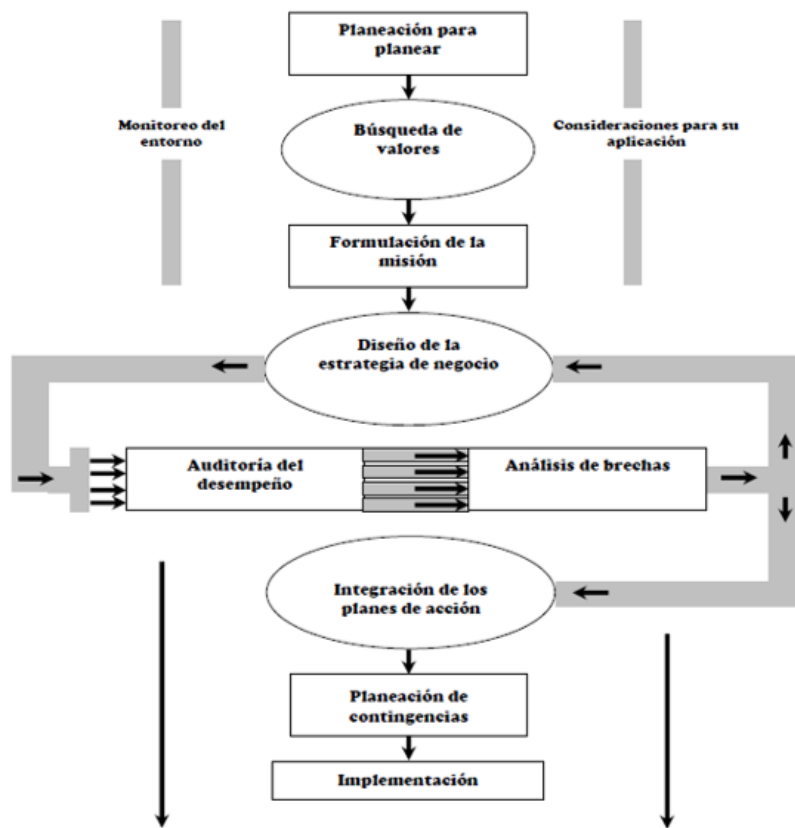 Planeación para
planear
Monitoreo del
entorno
Búsqueda de
valores
Consideraciones para su
aplicación
Formulación de la
misión
Diseño de la
estrategia de negocio
Auditoría del
desempeño
Análisis de brechas
Integración de los
planes de acción
Planeación de
contingencias
Implementación